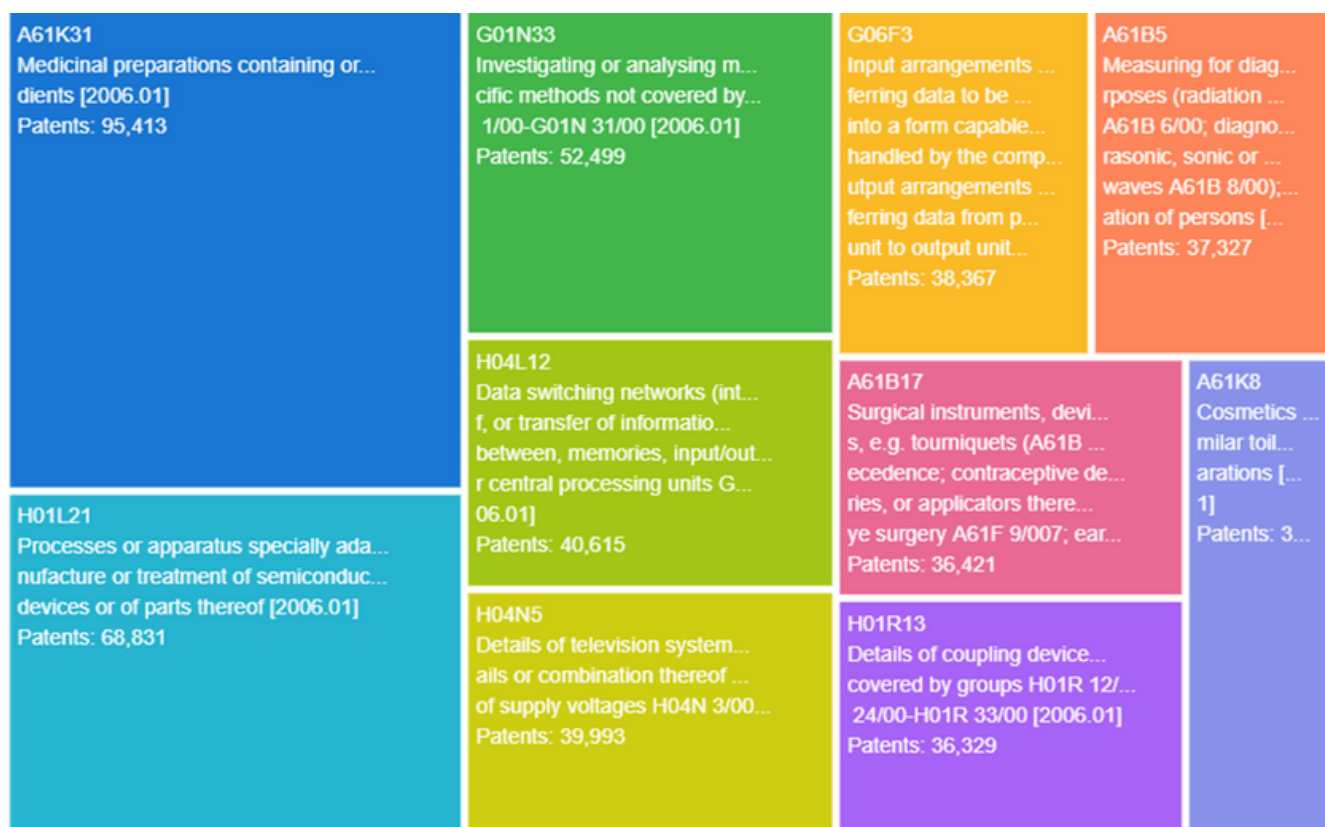 A61K31
Medicinal preparations containing or...
dients [2006.01]
Patents: 95,413
H01L21
Processes or apparatus specially ada...
nufacture or treatment of semiconduc...
devices or of parts thereof [2006.01]
Patents: 68,831
G01N33
Investigating or analysing m...
cific methods not covered by...
1/00-G01N 31/00 [2006.01]
Patents: 52,499
H04L12
Data switching networks (int...
f, or transfer of informatio...
between, memories, input/out...
r central processing units G...
06.01]
Patents: 40,615
H04N5
Details of television system...
ails or combination thereof ...
of supply voltages H04N 3/00...
Patents: 39,993
G06F3
Input arrangements ...
ferring data to be ...
into a form capable...
handled by the comp...
utput arrangements ...
ferring data from p...
unit to output unit...
Patents: 38,367
A61B5
Measuring for diag...
rposes (radiation ...
A61B 6/00; diagno...
rasonic, sonic or ...
waves A61B 8/00);...
ation of persons [...
Patents: 37,327
A61B17
Surgical instruments, devi...
s, e.g. tourniquets (A61B ...
ecedence; contraceptive de...
ries, or applicators there...
ye surgery A61F 9/007; ear...
Patents: 36,421
H01R13
Details of coupling device...
covered by groups H01R 12/...
24/00-H01R 33/00 [2006.01]
Patents: 36,329
A61K8
Cosmetics ...
milar toil...
arations [...
1]
Patents: 3...